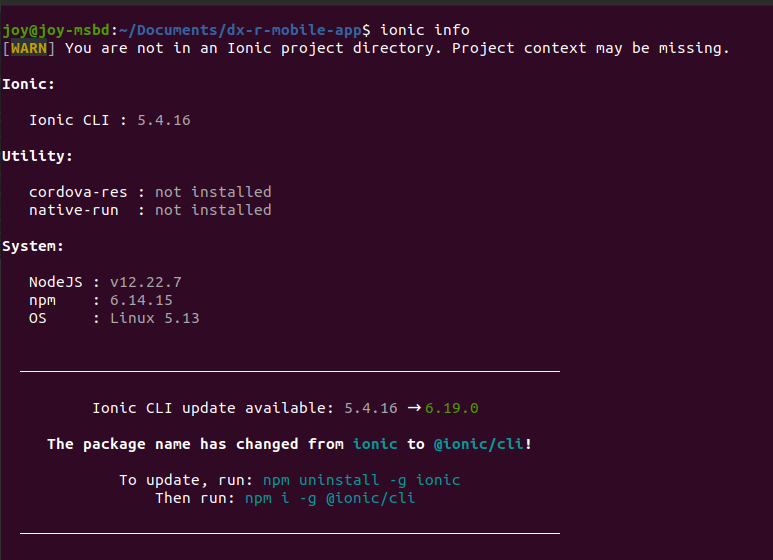 joy@joy-msbd:~/Documents/dx-r-mobile-app$ ionic info
[WARN] You are not in an Ionic project directory. Project context may be missing.
Ionic:
Ionic CLI : 5.4.16
Utility:
cordova-res : not installed
native-run : not installed
System:
NodeJS : v12.22.7
npm : 6.14.15
OS : Linux 5.13
Ionic CLI update available: 5.4.16 → 6.19.0
The package name has changed from ionic to @ionic/cli!
To update, run: npm uninstall -g ionic
Then run: npm i -g @ionic/cli